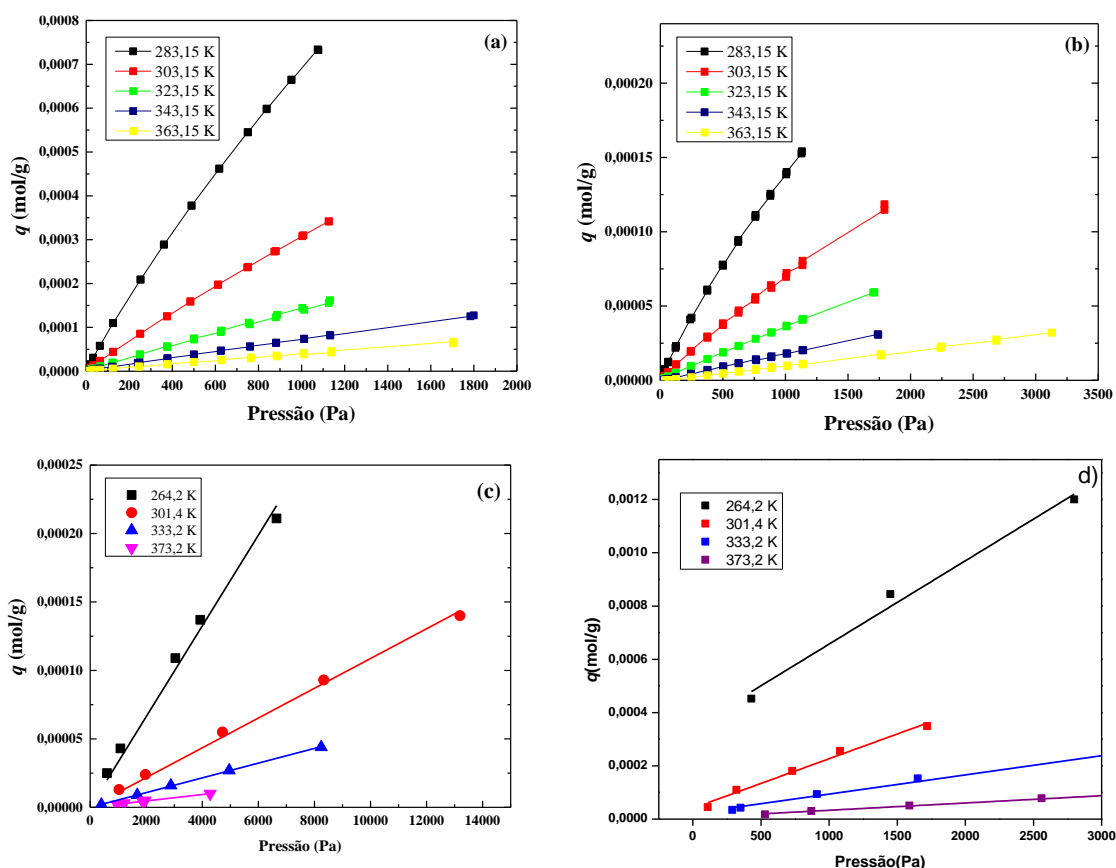 (a)
283,15 K
303,15 K
323,15 K
343,15 K
363,15 K
0,0008
0,0007
0,0006
0,0005
0,0004
0,0003
0,0002
0,0001
0,0000
q (mol/g)
0 200 400 600 800 1000 1200 1400 1600 1800 2000
Pressão (Pa)
(b)
283,15 K
303,15 K
323,15 K
343,15 K
363,15 K
0,00020
0,00015
0,00010
0,00005
0,00000
q (mol/g)
0 500 1000 1500 2000 2500 3000 3500
Pressão (Pa)
(c)
264,2 K
301,4 K
333,2 K
373,2 K
0,00025
0,00020
0,00015
0,00010
0,00005
0,00000
q (mol/g)
0 2000 4000 6000 8000 10000 12000 14000
Pressão (Pa)
d)
264,2 K
301,4 K
333,2 K
373,2 K
0,0012
0,0010
0,0008
0,0006
0,0004
0,0002
0,0000
q(mol/g)
0 500 1000 1500 2000 2500 3000
Pressão(Pa)